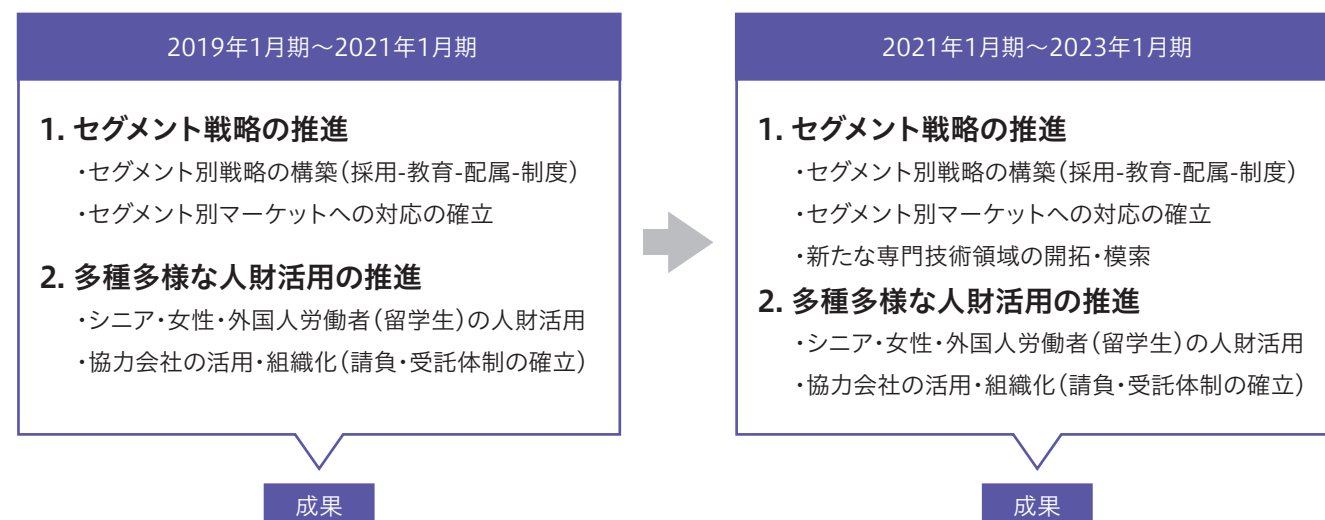 2019年1月期～2021年1月期
1. セグメント戦略の推進
・セグメント別戦略の構築（採用-教育-配属-制度）
・セグメント別マーケットへの対応の確立
2. 多種多様な人財活用の推進
・シニア・女性・外国人労働者（留学生）の人財活用
・協力会社の活用・組織化（請負・受託体制の確立）
成果
2021年1月期～2023年1月期
1. セグメント戦略の推進
・セグメント別戦略の構築（採用-教育-配属-制度）
・セグメント別マーケットへの対応の確立
・新たな専門技術領域の開拓・模索
2. 多種多様な人財活用の推進
・シニア・女性・外国人労働者（留学生）の人財活用
・協力会社の活用・組織化（請負・受託体制の確立）
成果